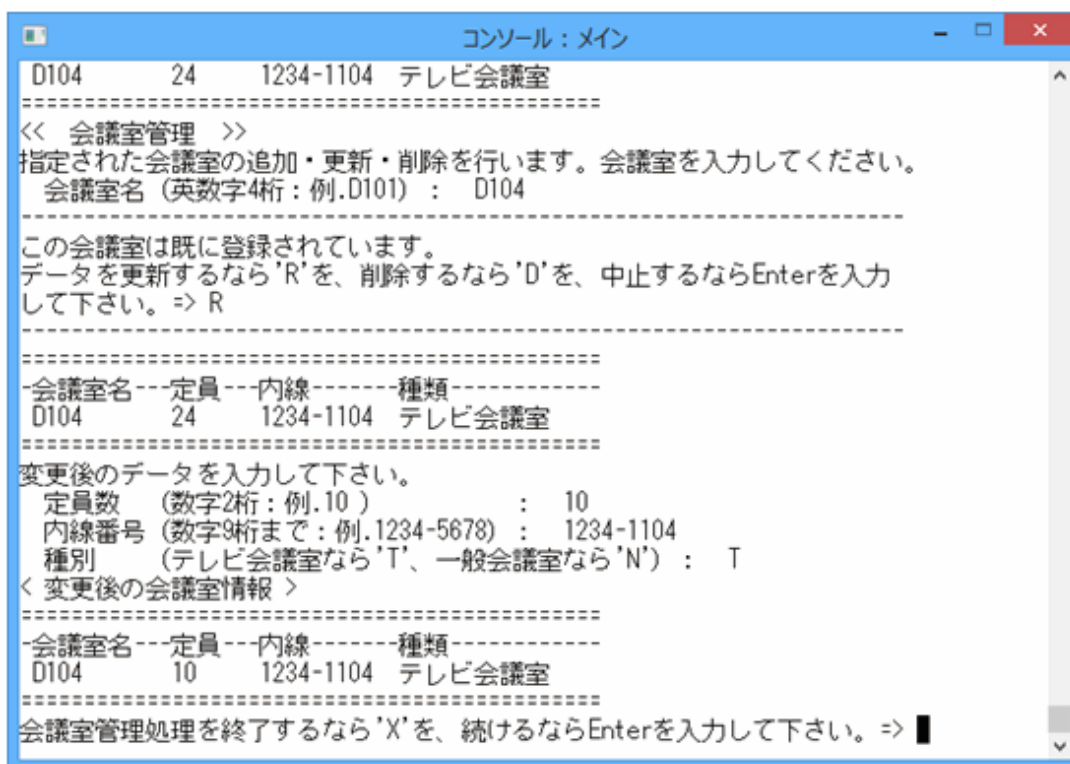 コンソール：メイン
D104 24 1234-1104 テレビ会議室
==============================================
<< 会議室管理 >>
指定された会議室の追加・更新・削除を行います。会議室を入力してください。
会議室名 (英数字4桁：例.D101) : D104
----------------------------------------------------------------------
この会議室は既に登録されています。
データを更新するなら'R'を、削除するなら'D'を、中止するならEnterを入力
して下さい。=> R
----------------------------------------------------------------------
==============================================
-会議室名---定員---内線-------種類------------
D104 24 1234-1104 テレビ会議室
==============================================
変更後のデータを入力して下さい。
定員数 (数字2桁：例.10 ) : 10
内線番号 (数字9桁まで：例.1234-5678) : 1234-1104
種別 (テレビ会議室なら'T'、一般会議室なら'N') : T
< 変更後の会議室情報 >
==============================================
-会議室名---定員---内線-------種類------------
D104 10 1234-1104 テレビ会議室
==============================================
会議室管理処理を終了するなら'X'を、続けるならEnterを入力して下さい。=>